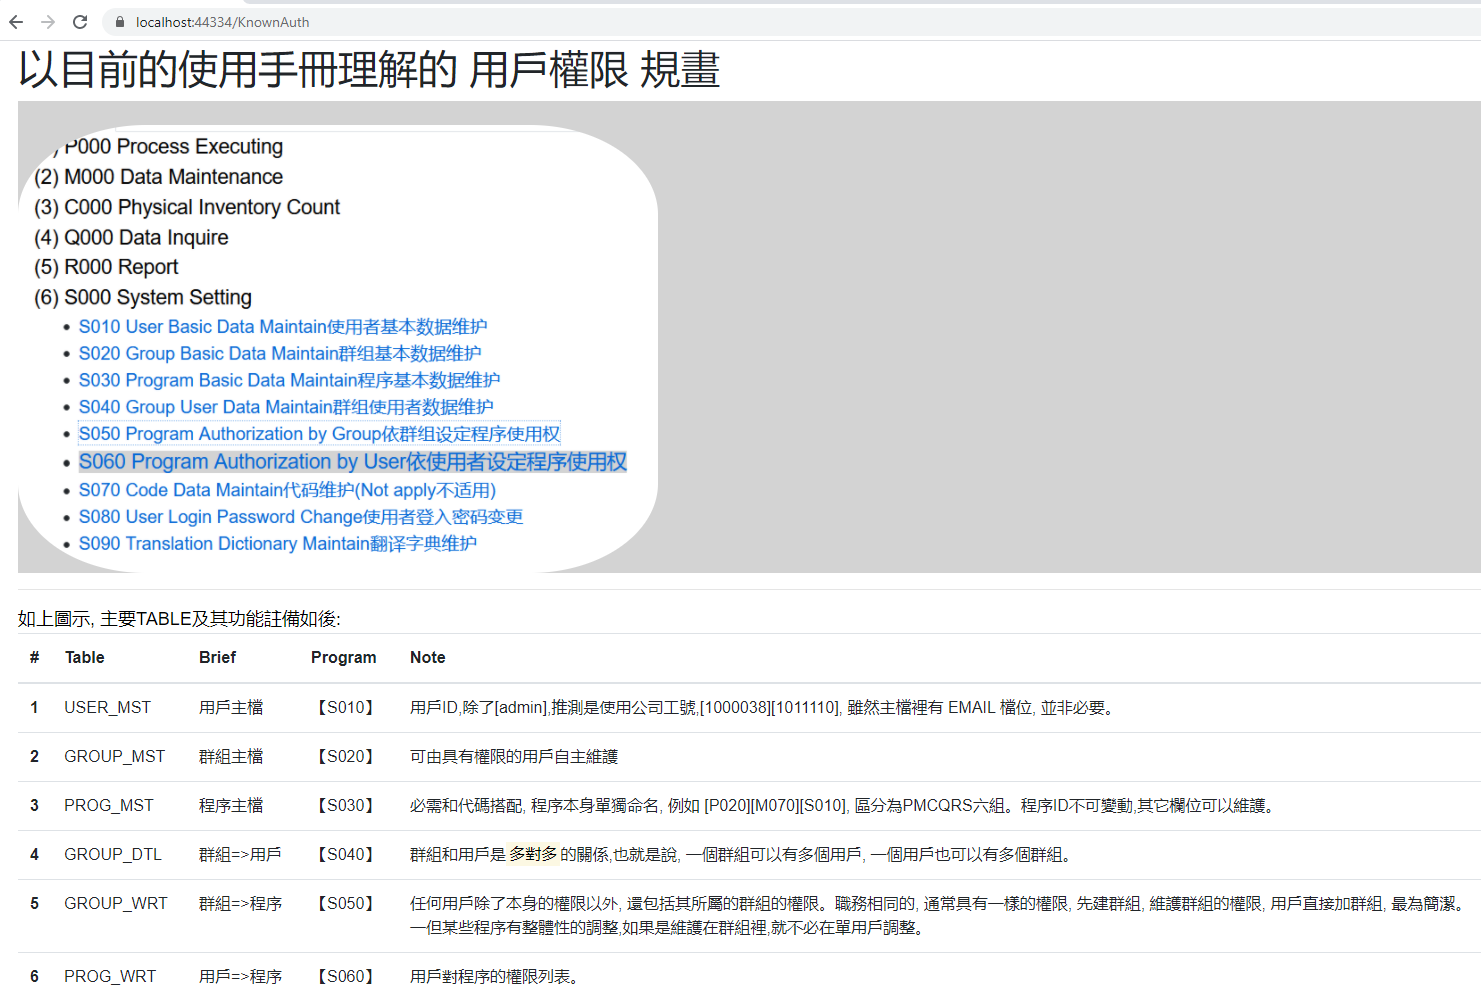 localhost:44334/KnownAuth
以目前的使用手冊理解的 用戶權限 規畫
) P000 Process Executing
(2) M000 Data Maintenance
(3) C000 Physical Inventory Count
(4) Q000 Data Inquire
(5) R000 Report
(6) S000 System Setting
• S010 User Basic Data Maintain使用者基本数据维护
• S020 Group Basic Data Maintain群组基本数据维护
• S030 Program Basic Data Maintain程序基本数据维护
• S040 Group User Data Maintain群组使用者数据维护
• S050 Program Authorization by Group依群组设定程序使用权
• S060 Program Authorization by User依使用者设定程序使用权
• S070 Code Data Maintain代码维护(Not apply不适用)
• S080 User Login Password Change使用者登入密码变更
• S090 Translation Dictionary Maintain翻译字典维护
如上圖示, 主要TABLE及其功能註備如後:
# Table Brief Program Note
1 USER_MST 用戶主檔 【S010】 用戶ID,除了[admin],推測是使用公司工號,[1000038][1011110], 雖然主檔裡有 EMAIL 檔位, 並非必要。
2 GROUP_MST 群組主檔 【S020】 可由具有權限的用戶自主維護
3 PROG_MST 程序主檔 【S030】 必需和代碼搭配, 程序本身單獨命名, 例如 [P020][M070][S010], 區分為PMCQRS六組。程序ID不可變動,其它欄位可以維護。
4 GROUP_DTL 群組=>用戶 【S040】 群組和用戶是 多對多 的關係,也就是說, 一個群組可以有多個用戶, 一個用戶也可以有多個群組。
5 GROUP_WRT 群組=>程序 【S050】 任何用戶除了本身的權限以外, 還包括其所屬的群組的權限。職務相同的, 通常具有一樣的權限, 先建群組, 維護群組的權限, 用戶直接加群組, 最為簡潔。
一但某些程序有整體性的調整,如果是維護在群組裡,就不必在單用戶調整。
6 PROG_WRT 用戶=>程序 【S060】 用戶對程序的權限列表。